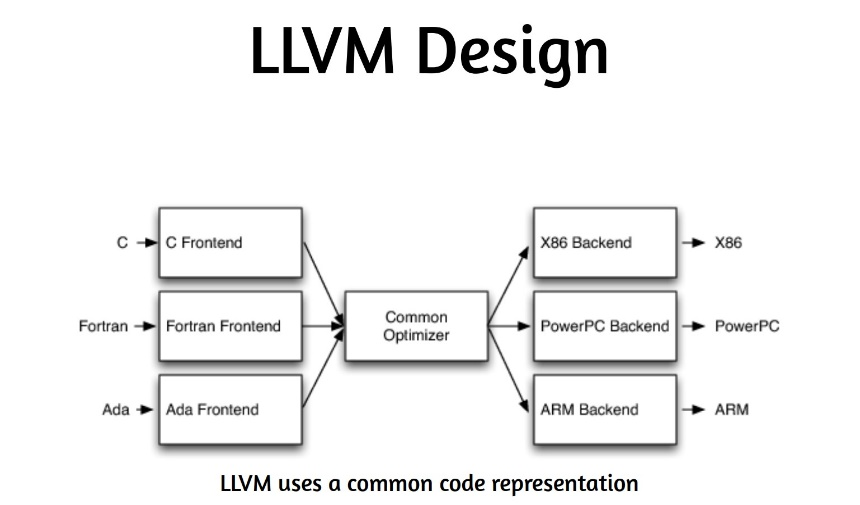 LLVM Design
C
C Frontend
X86 Backend
X86
Fortran
Fortran Frontend
Common
Optimizer
PowerPC Backend
PowerPC
Ada
Ada Frontend
ARM Backend
ARM
LLVM uses a common code representation